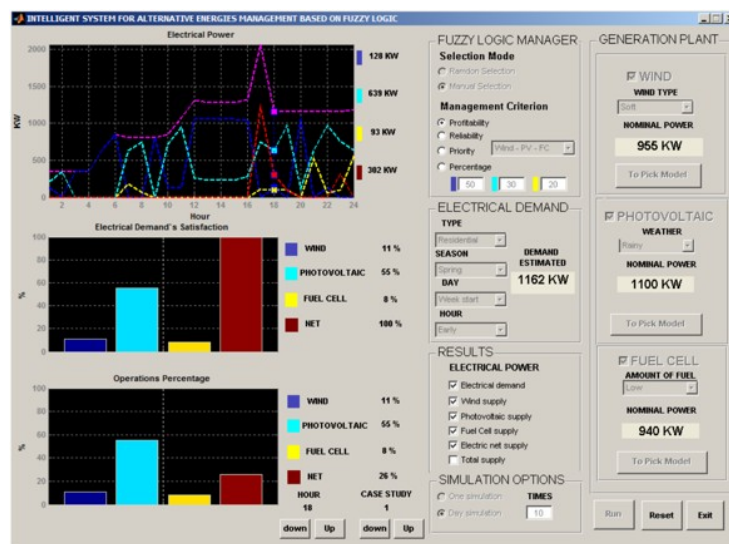 INTELLIGENT SYSTEM FOR ALTERNATIVE ENERGIES MANAGEMENT BASED ON FUZZY LOGIC
Electrical Power
2000
1500
1000
500
0
KW
2 4 6 8 10 12 14 16 18 20 22 24
Hour
128 KW
639 KW
93 KW
302 KW
Electrical Demand's Satisfaction
100
80
60
40
20
0
%
WIND 11 %
PHOTOVOLTAIC 55 %
FUEL CELL 8 %
NET 100 %
Operations Percentage
100
80
60
40
20
0
%
WIND 11 %
PHOTOVOLTAIC 55 %
FUEL CELL 8 %
NET 26 %
HOUR CASE STUDY
18 1
down Up down Up
FUZZY LOGIC MANAGER
Selection Mode
Ramdon Selection
Manual Selection
Management Criterion
Profitability
Reliability
Priority Wind - PV - FC
Percentage
50 30 20
ELECTRICAL DEMAND
TYPE
Residential
SEASON
Spring
DAY
Week start
HOUR
Early
DEMAND
ESTIMATED
1162 KW
RESULTS
ELECTRICAL POWER
Electrical demand
Wind supply
Photovoltaic supply
Fuel Cell supply
Electric net supply
Total supply
SIMULATION OPTIONS
One simulation TIMES
Day simulation 10
GENERATION PLANT
WIND
WIND TYPE
Soft
NOMINAL POWER
955 KW
To Pick Model
PHOTOVOLTAIC
WEATHER
Rainy
NOMINAL POWER
1100 KW
To Pick Model
FUEL CELL
AMOUNT OF FUEL
Low
NOMINAL POWER
940 KW
To Pick Model
Run Reset Exit